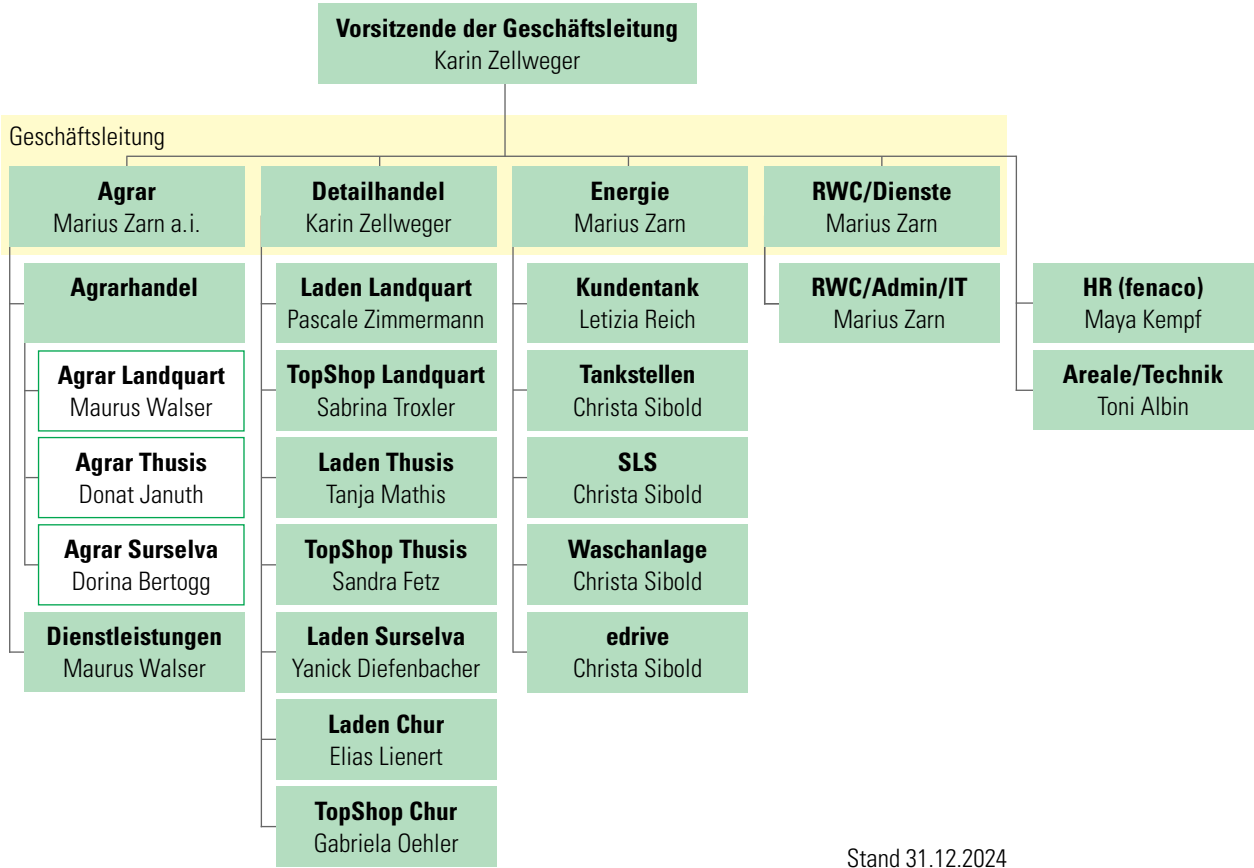 Vorsitzende der Geschäftsleitung
Karin Zellweger
Geschäftsleitung
Agrar
Marius Zarn a.i.
Agrarhandel
Agrar Landquart
Maurus Walser
Agrar Thusis
Donat Januth
Agrar Surselva
Dorina Bertogg
Dienstleistungen
Maurus Walser
Detailhandel
Karin Zellweger
Laden Landquart
Pascale Zimmermann
TopShop Landquart
Sabrina Troxler
Laden Thusis
Tanja Mathis
TopShop Thusis
Sandra Fetz
Laden Surselva
Yanick Diefenbacher
Laden Chur
Elias Lienert
TopShop Chur
Gabriela Oehler
Energie
Marius Zarn
Kundentank
Letizia Reich
Tankstellen
Christa Sibold
SLS
Christa Sibold
Waschanlage
Christa Sibold
edrive
Christa Sibold
RWC/Dienste
Marius Zarn
RWC/Admin/IT
Marius Zarn
HR (fenaco)
Maya Kempf
Areale/Technik
Toni Albin
Stand 31.12.2024